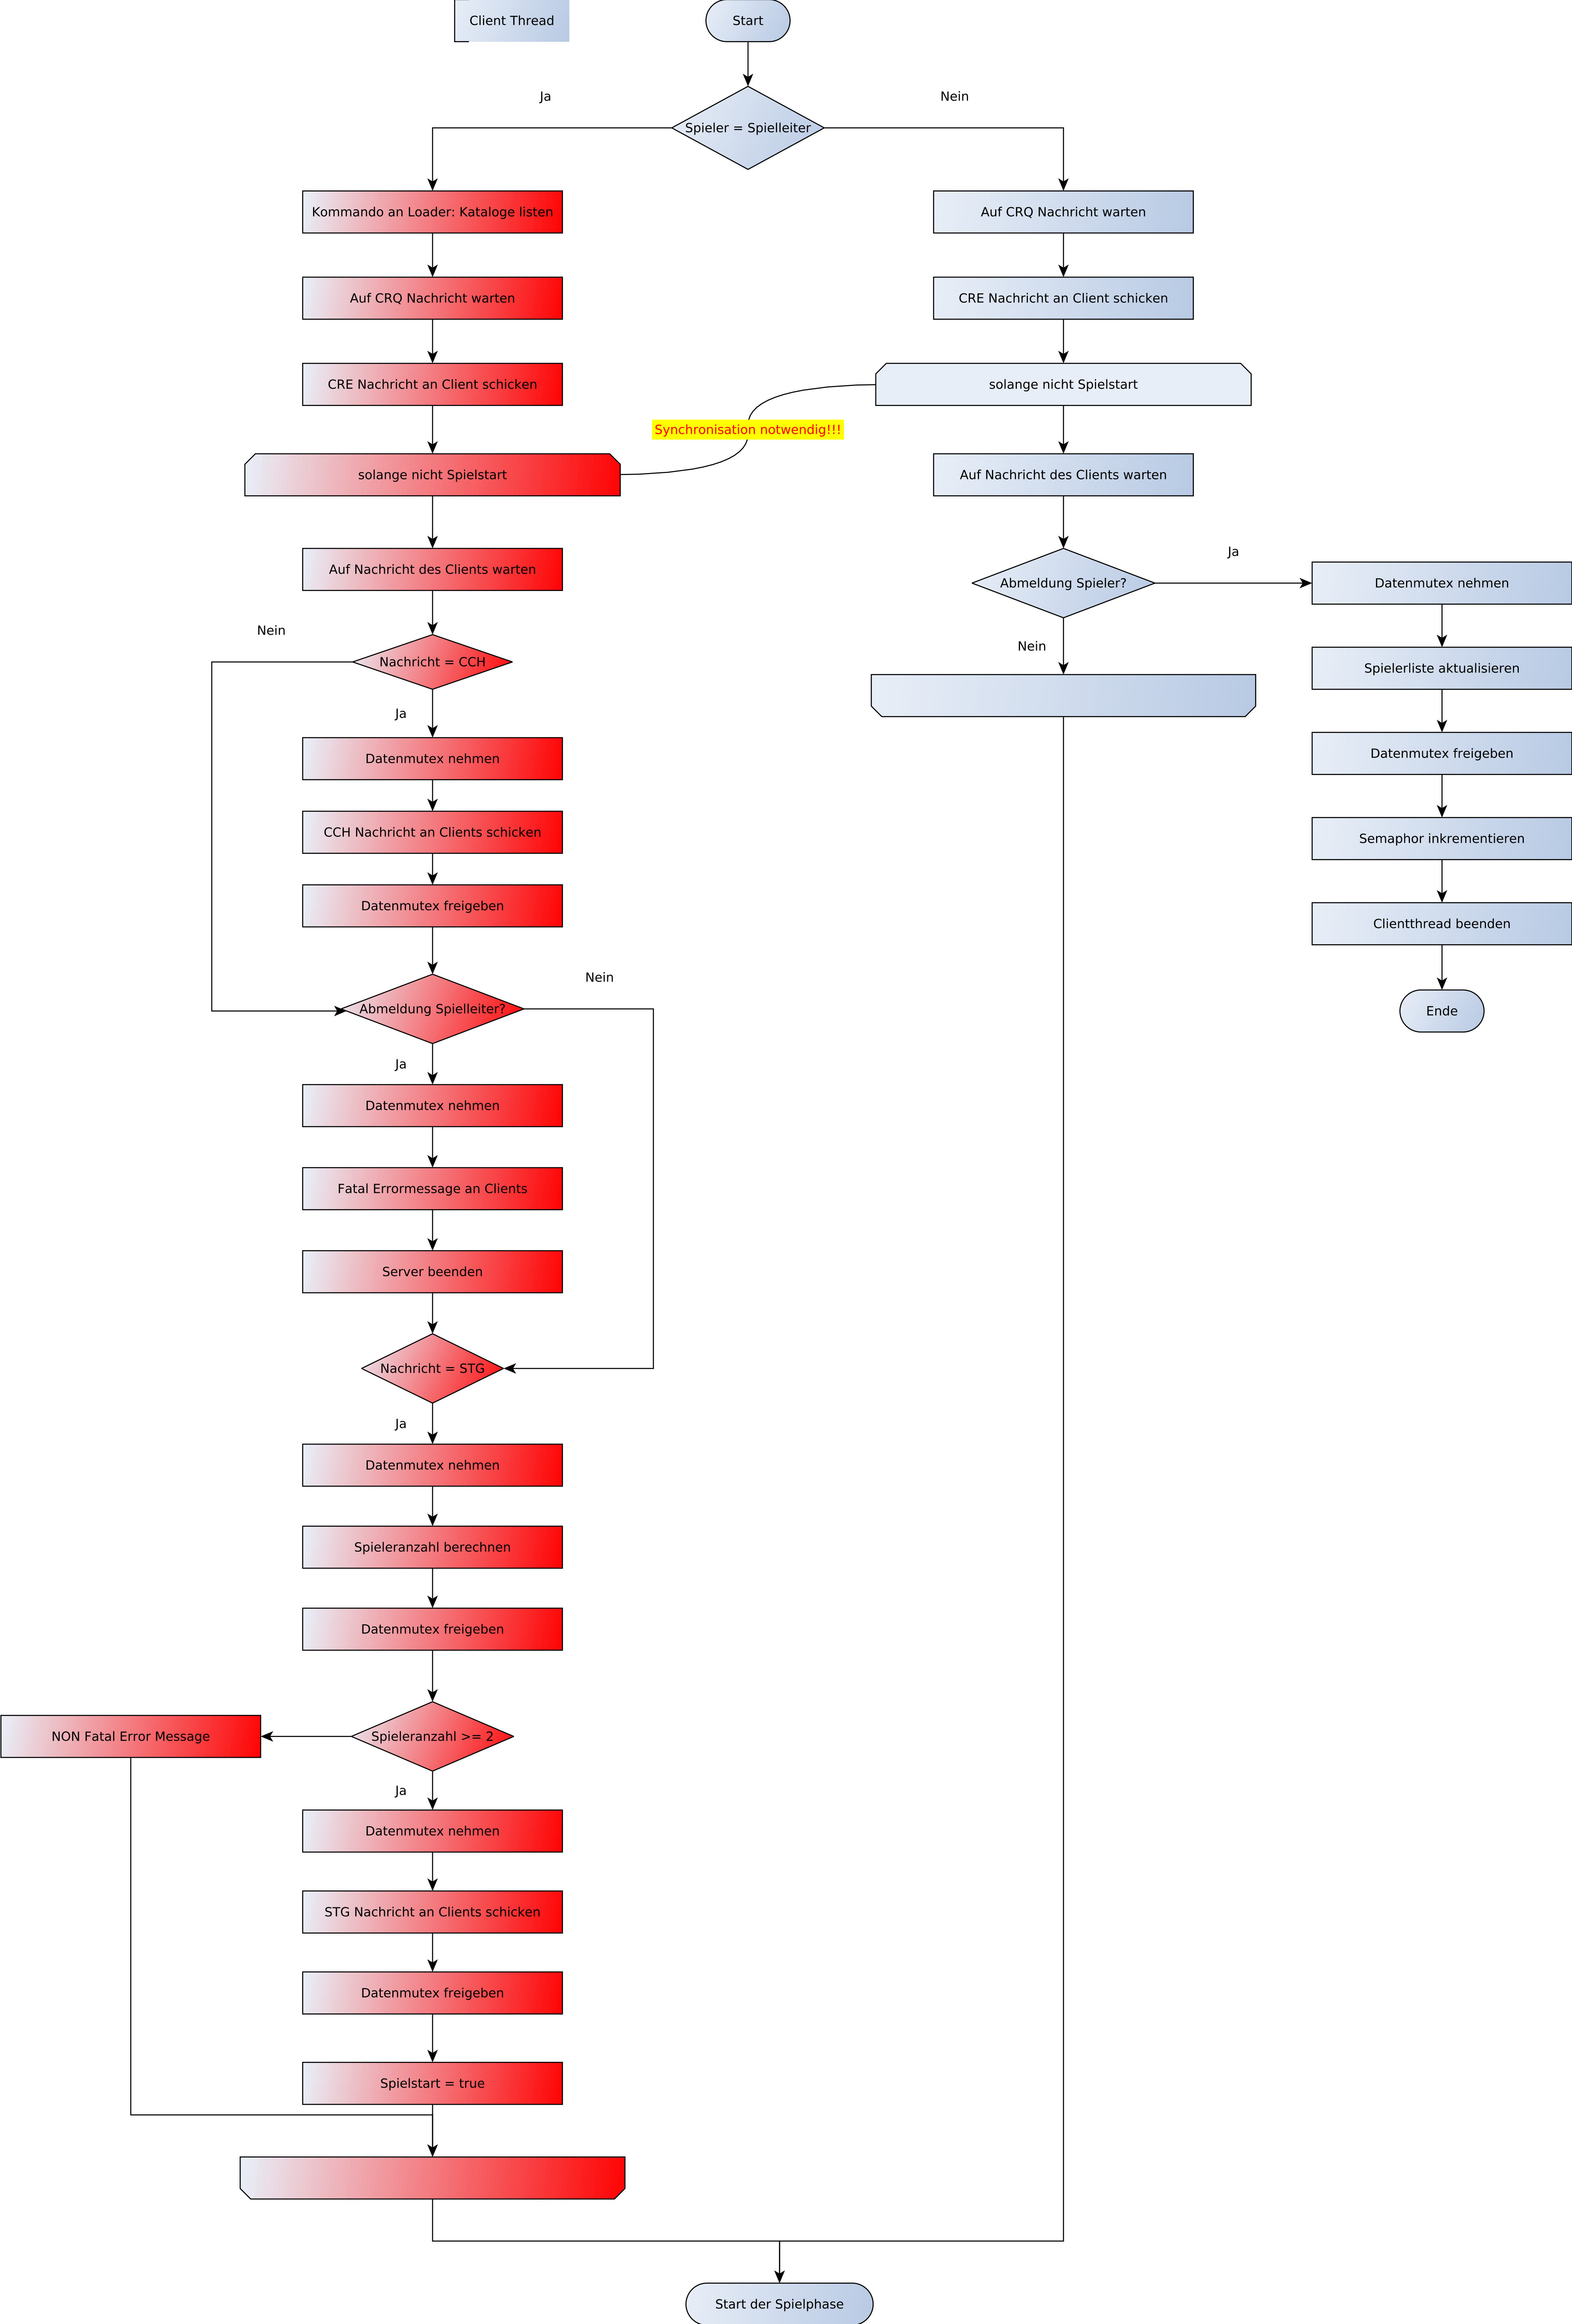 Client Thread
Start
Ja
Nein
Spieler = Spielleiter
Kommando an Loader: Kataloge listen
Auf CRQ Nachricht warten
Auf CRQ Nachricht warten
CRE Nachricht an Client schicken
CRE Nachricht an Client schicken
solange nicht Spielstart
Synchronisation notwendig!!!
solange nicht Spielstart
Auf Nachricht des Clients warten
Auf Nachricht des Clients warten
Ja
Abmeldung Spieler?
Datenmutex nehmen
Nein
Nein
Nachricht = CCH
Spielerliste aktualisieren
Ja
Datenmutex nehmen
Datenmutex freigeben
CCH Nachricht an Clients schicken
Semaphor inkrementieren
Datenmutex freigeben
Clientthread beenden
Nein
Abmeldung Spielleiter?
Ende
Ja
Datenmutex nehmen
Fatal Errormessage an Clients
Server beenden
Nachricht = STG
Ja
Datenmutex nehmen
Spieleranzahl berechnen
Datenmutex freigeben
NON Fatal Error Message
Spieleranzahl >= 2
Ja
Datenmutex nehmen
STG Nachricht an Clients schicken
Datenmutex freigeben
Spielstart = true
Start der Spielphase